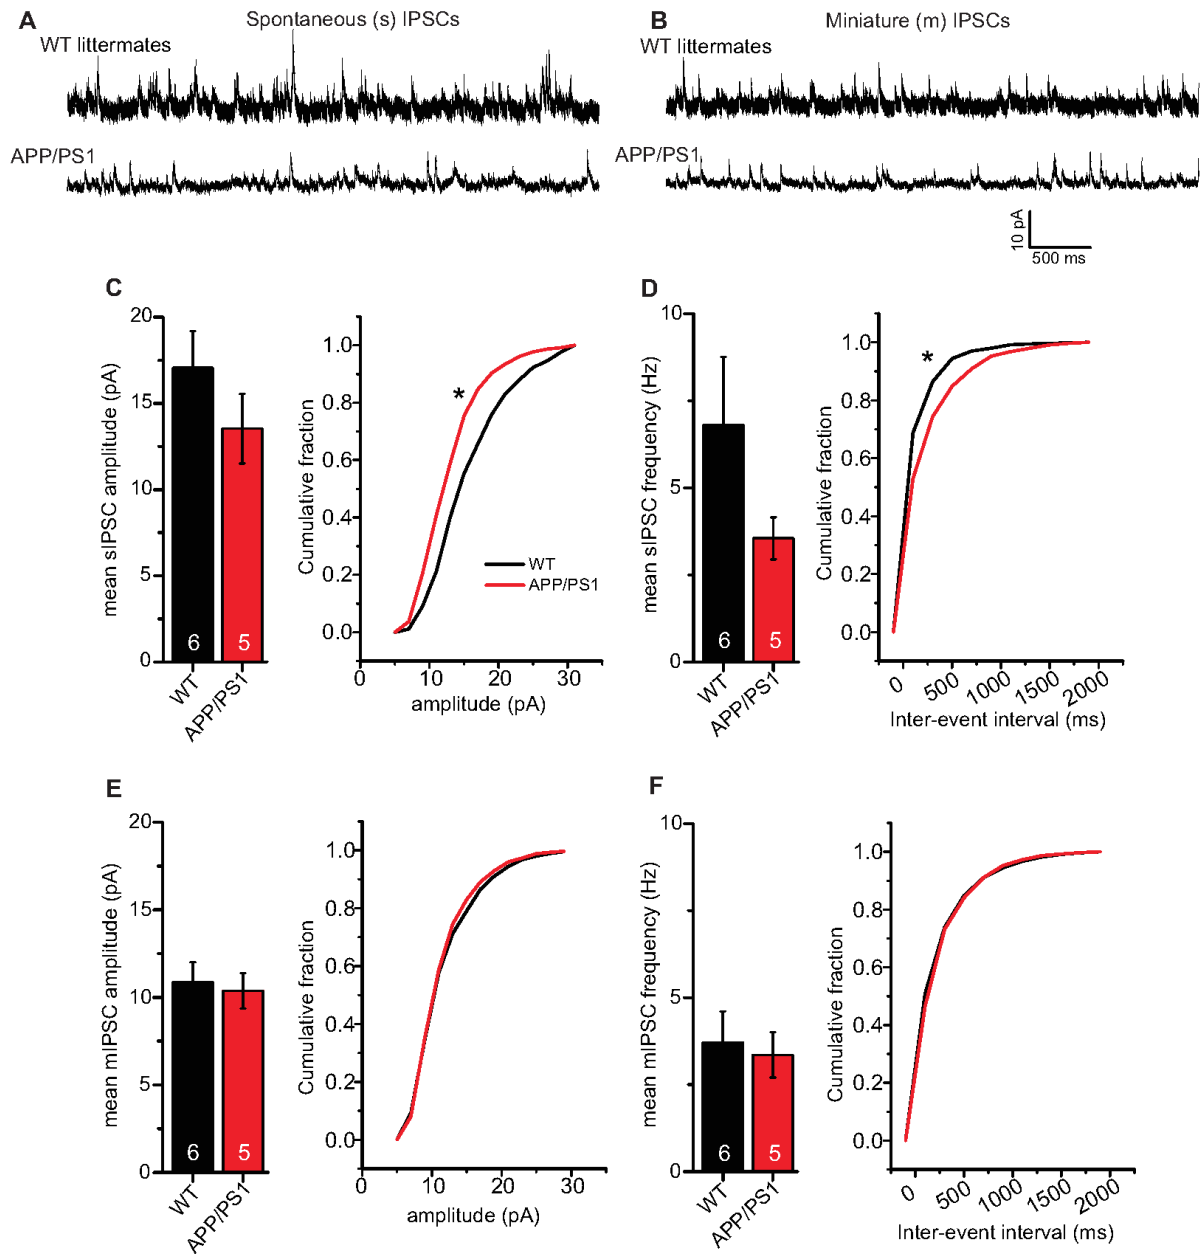 A
Spontaneous (s) IPSCs
WT littermates
APP/PS1
B
Miniature (m) IPSCs
WT littermates
APP/PS1
10 pA
500 ms
C
mean sIPSC amplitude (pA)
20
15
10
5
0
6
5
WT
APP/PS1
Cumulative fraction
1.0
0.8
0.6
0.4
0.2
0.0
*
WT
APP/PS1
0
10
20
30
amplitude (pA)
D
mean sIPSC frequency (Hz)
10
5
0
6
5
WT
APP/PS1
Cumulative fraction
1.0
0.8
0.6
0.4
0.2
0.0
*
0
500
1000
1500
2000
Inter-event interval (ms)
E
mean mIPSC amplitude (pA)
20
15
10
5
0
6
5
WT
APP/PS1
Cumulative fraction
1.0
0.8
0.6
0.4
0.2
0.0
0
10
20
30
amplitude (pA)
F
mean mIPSC frequency (Hz)
10
5
0
6
5
WT
APP/PS1
Cumulative fraction
1.0
0.8
0.6
0.4
0.2
0.0
0
500
1000
1500
2000
Inter-event interval (ms)